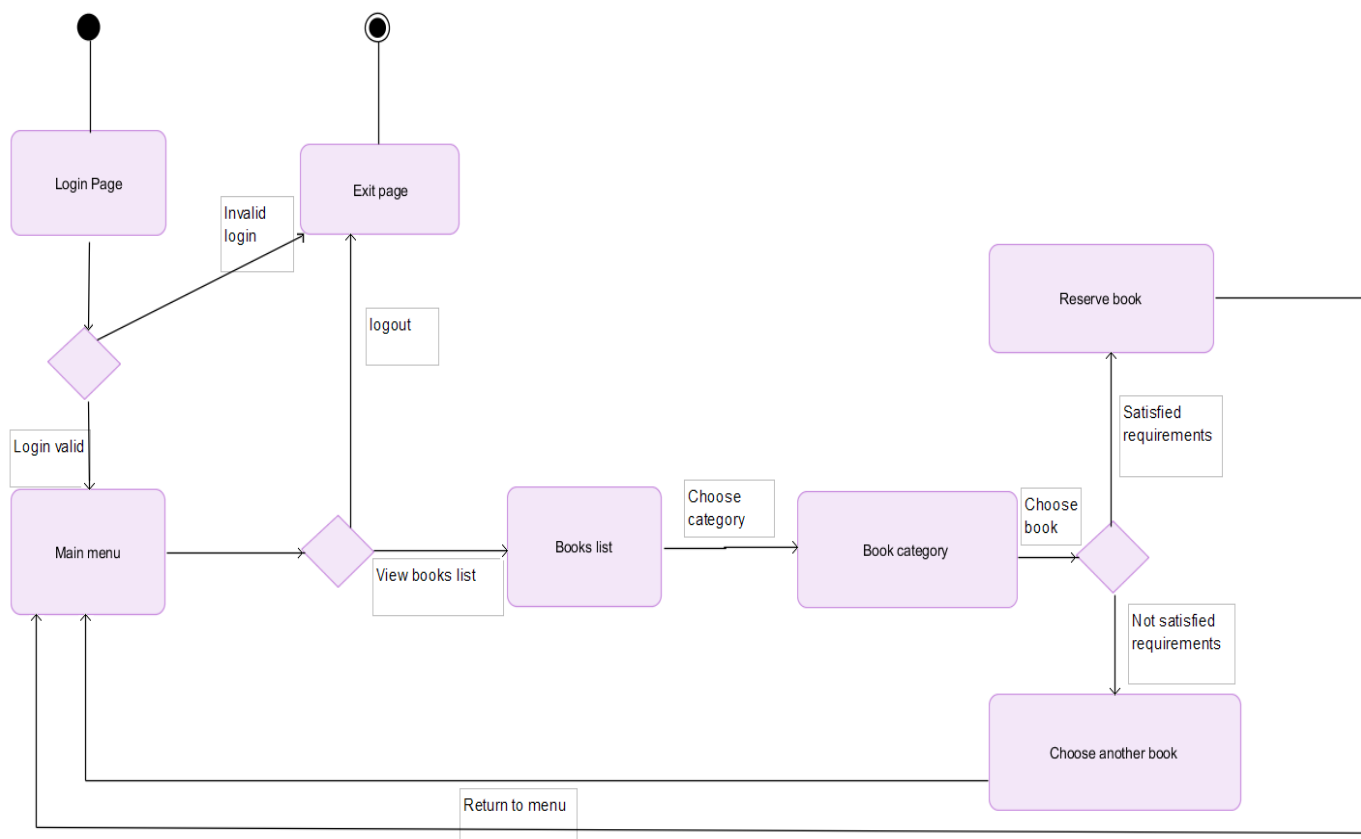 Login Page
Exit page
Invalid
login
logout
Reserve book
Satisfied
requirements
Login valid
Main menu
View books list
Books list
Choose
category
Book category
Choose
book
Not satisfied
requirements
Choose another book
Return to menu